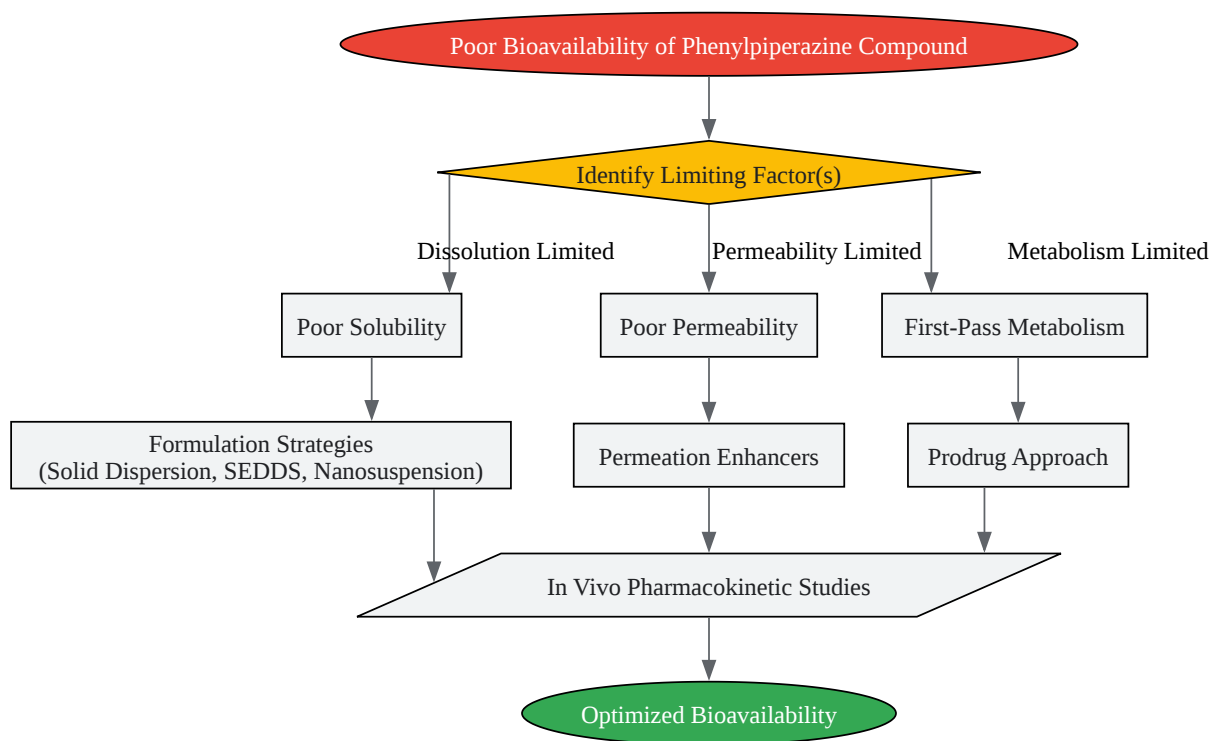 Poor Bioavailability of Phenylpiperazine Compound
Identify Limiting Factor(s)
Dissolution Limited
Permeability Limited
Metabolism Limited
Poor Solubility
Poor Permeability
First-Pass Metabolism
Formulation Strategies
(Solid Dispersion, SEDDS, Nanosuspension)
Permeation Enhancers
Prodrug Approach
In Vivo Pharmacokinetic Studies
Optimized Bioavailability